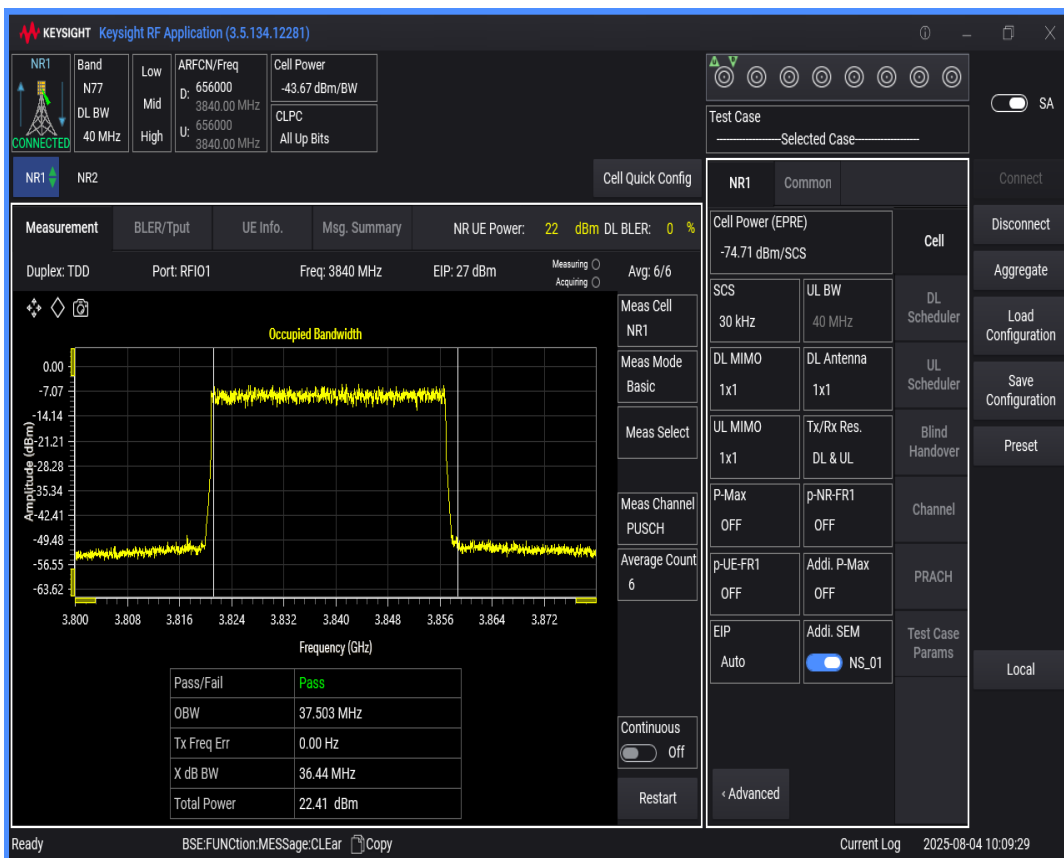 KEYSIGHT Keysight RF Application (3.5.134.12281)
NR1
CONNECTED
Band
N77
DL BW
40 MHz
Low
Mid
High
ARFCN/Freq
D: 656000
3840.00 MHz
U: 656000
3840.00 MHz
Cell Power
-43.67 dBm/BW
CLPC
All Up Bits
Test Case
Selected Case
SA
NR1
NR2
Cell Quick Config
Measurement
BLER/Tput
UE Info.
Msg. Summary
NR UE Power: 22 dBm DL BLER: 0 %
Duplex: TDD
Port: RFIO1
Freq: 3840 MHz
EIP: 27 dBm
Measuring
Acquiring
Avg: 6/6
Occupied Bandwidth
Amplitude (dBm)
0.00
-7.07
-14.14
-21.21
-28.28
-35.34
-42.41
-49.48
-56.55
-63.62
3.800 3.808 3.816 3.824 3.832 3.840 3.848 3.856 3.864 3.872
Frequency (GHz)
Pass/Fail Pass
OBW 37.503 MHz
Tx Freq Err 0.00 Hz
X dB BW 36.44 MHz
Total Power 22.41 dBm
Meas Cell
NR1
Meas Mode
Basic
Meas Select
Meas Channel
PUSCH
Average Count
6
Continuous
Off
Restart
NR1
Common
Cell Power (EPRE)
-74.71 dBm/SCS
SCS
30 kHz
UL BW
40 MHz
DL MIMO
1x1
DL Antenna
1x1
UL MIMO
1x1
Tx/Rx Res.
DL & UL
P-Max
OFF
p-NR-FR1
OFF
p-UE-FR1
OFF
Addi. P-Max
OFF
EIP
Auto
Addi. SEM
NS_01
‹ Advanced
Cell
DL
Scheduler
UL
Scheduler
Blind
Handover
Channel
PRACH
Test Case
Params
Connect
Disconnect
Aggregate
Load
Configuration
Save
Configuration
Preset
Local
Ready
BSE:FUNCtion:MESSage:CLEar Copy
Current Log
2025-08-04 10:09:29